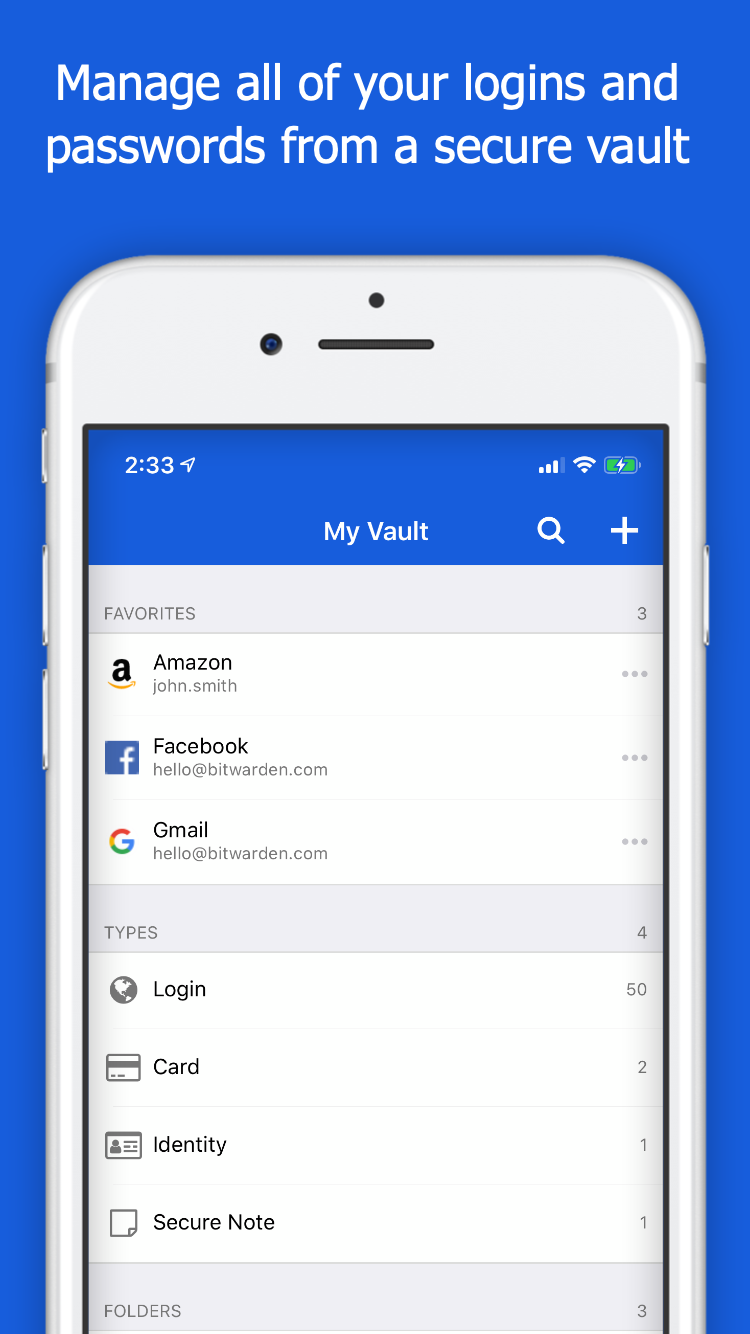 Manage all of your logins and
passwords from a secure vault
2:33
My Vault
FAVORITES 3
Amazon
john.smith
Facebook
hello@bitwarden.com
Gmail
hello@bitwarden.com
TYPES 4
Login 50
Card 2
Identity 1
Secure Note 1
FOLDERS 3